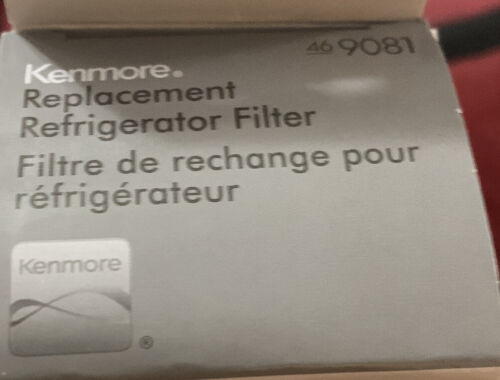 46 9081
Kenmore®
Replacement
Refrigerator Filter
Filtre de rechange pour
réfrigérateur
Kenmore
®